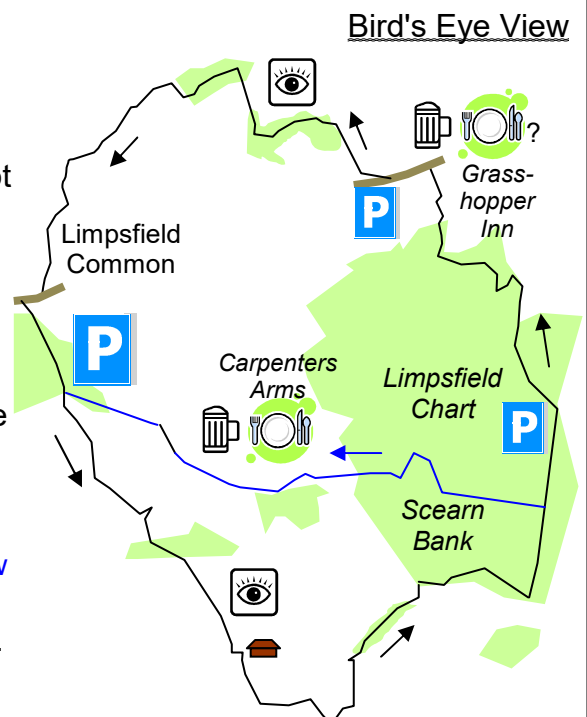 Bird's Eye View
?
Grass-
hopper
Inn
P
Limpsfield
Common
P
Carpenters
Arms
Limpsfield
Chart
P
Scearn
Bank